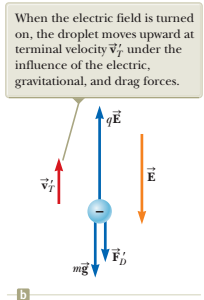 When the electric field is turned
on, the droplet moves upward at
terminal velocity v⃗′T under the
influence of the electric,
gravitational, and drag forces.
qE⃗
v⃗′T
E⃗
−
F⃗′D
mg⃗
b